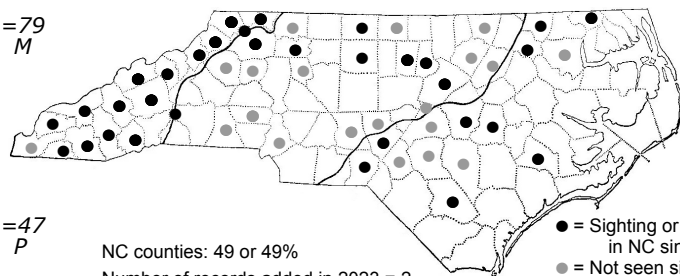 =79
M
=47
P
NC counties: 49 or 49%
● = Sighting or
in NC sin
● = Not seen si